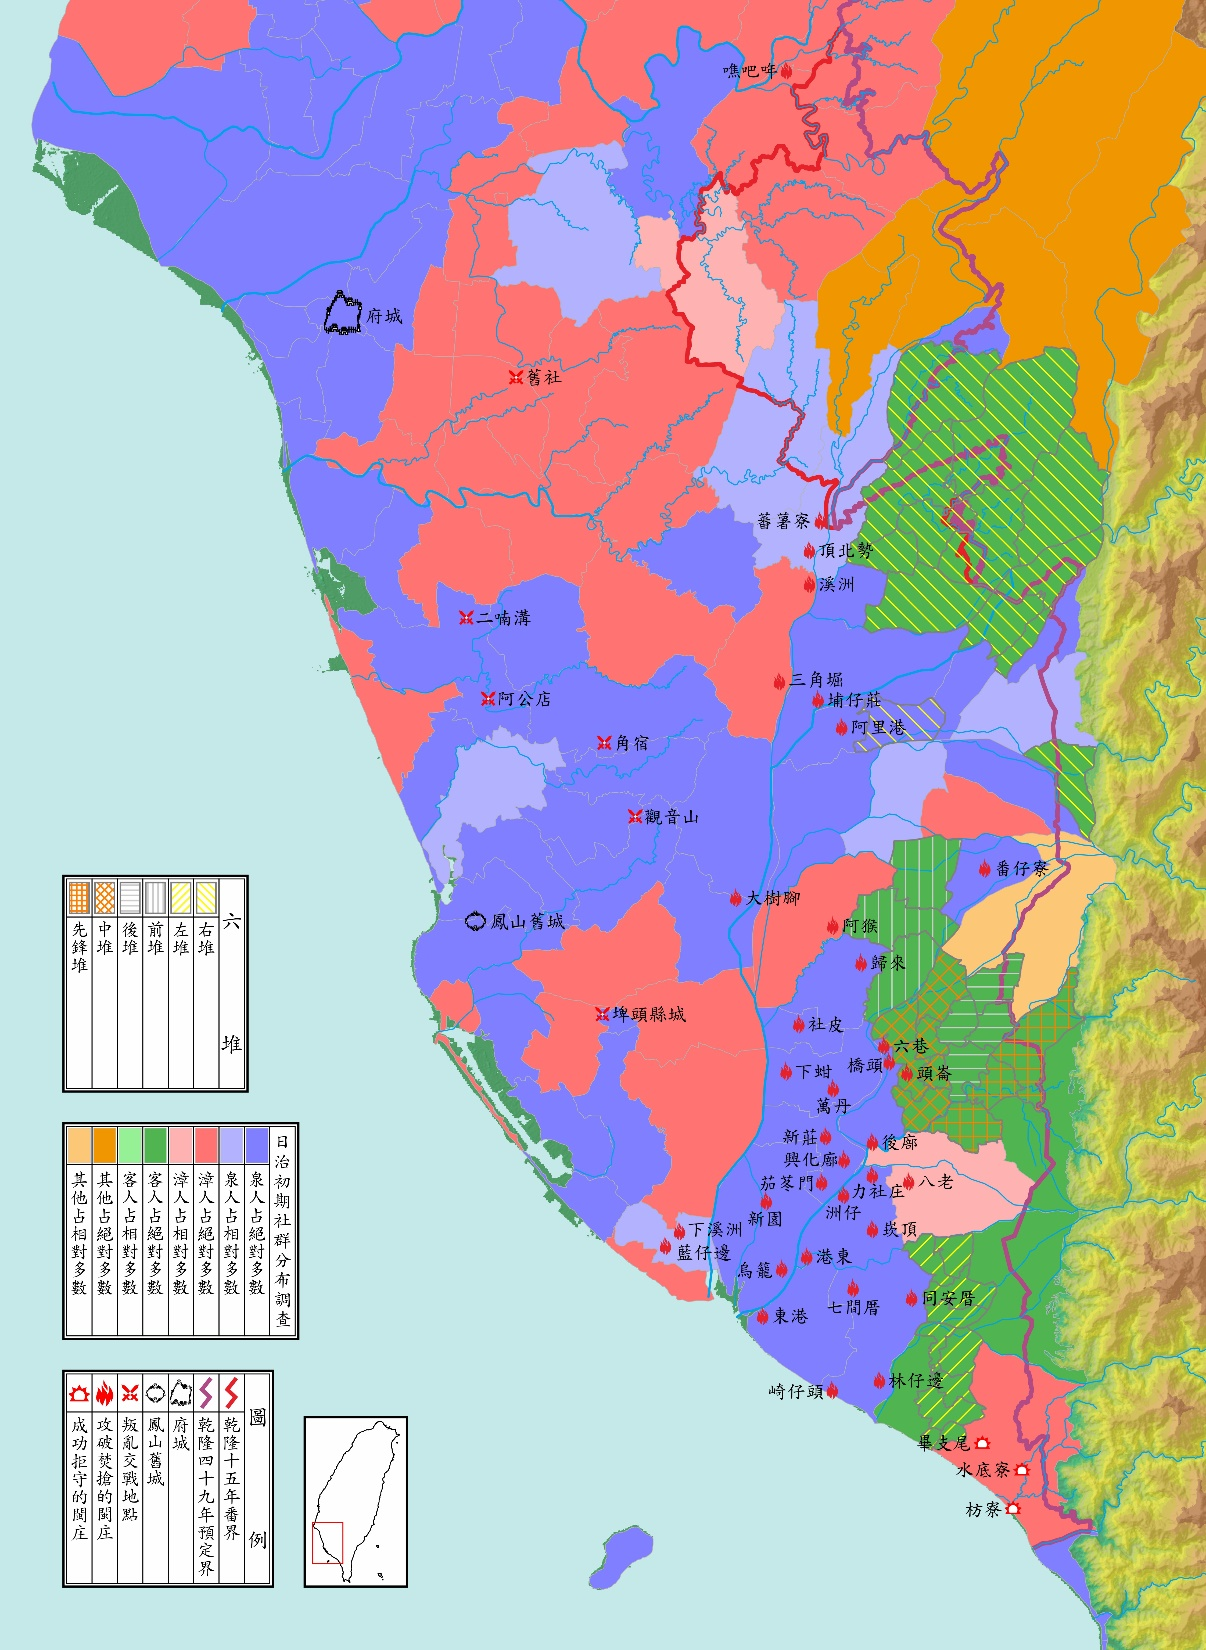 噍吧哖
府城
舊社
蕃薯寮
頂北勢
溪洲
二喃溝
三角堀
阿公店
埔仔莊
阿里港
角宿
觀音山
番仔寮
大樹腳
鳳山舊城
阿猴
歸來
埤頭縣城
社皮
六巷
橋頭
頭崙
下蚶
萬丹
新莊
後廍
興化廍
茄苳門
力社庄
八老
洲仔
新園
下溪洲
崁頂
藍仔邊
港東
烏龍
同安厝
七間厝
東港
林仔邊
崎仔頭
畢支尾
水底寮
枋寮
六堆
右堆
左堆
前堆
後堆
中堆
先鋒堆
日治初期社群分布調查
泉人占絕對多數
泉人占相對多數
漳人占絕對多數
漳人占相對多數
客人占絕對多數
客人占相對多數
其他占絕對多數
其他占相對多數
圖例
乾隆十五年番界
乾隆四十九年預定界
府城
鳳山舊城
叛亂交戰地點
攻破焚搶的閩庄
成功拒守的閩庄